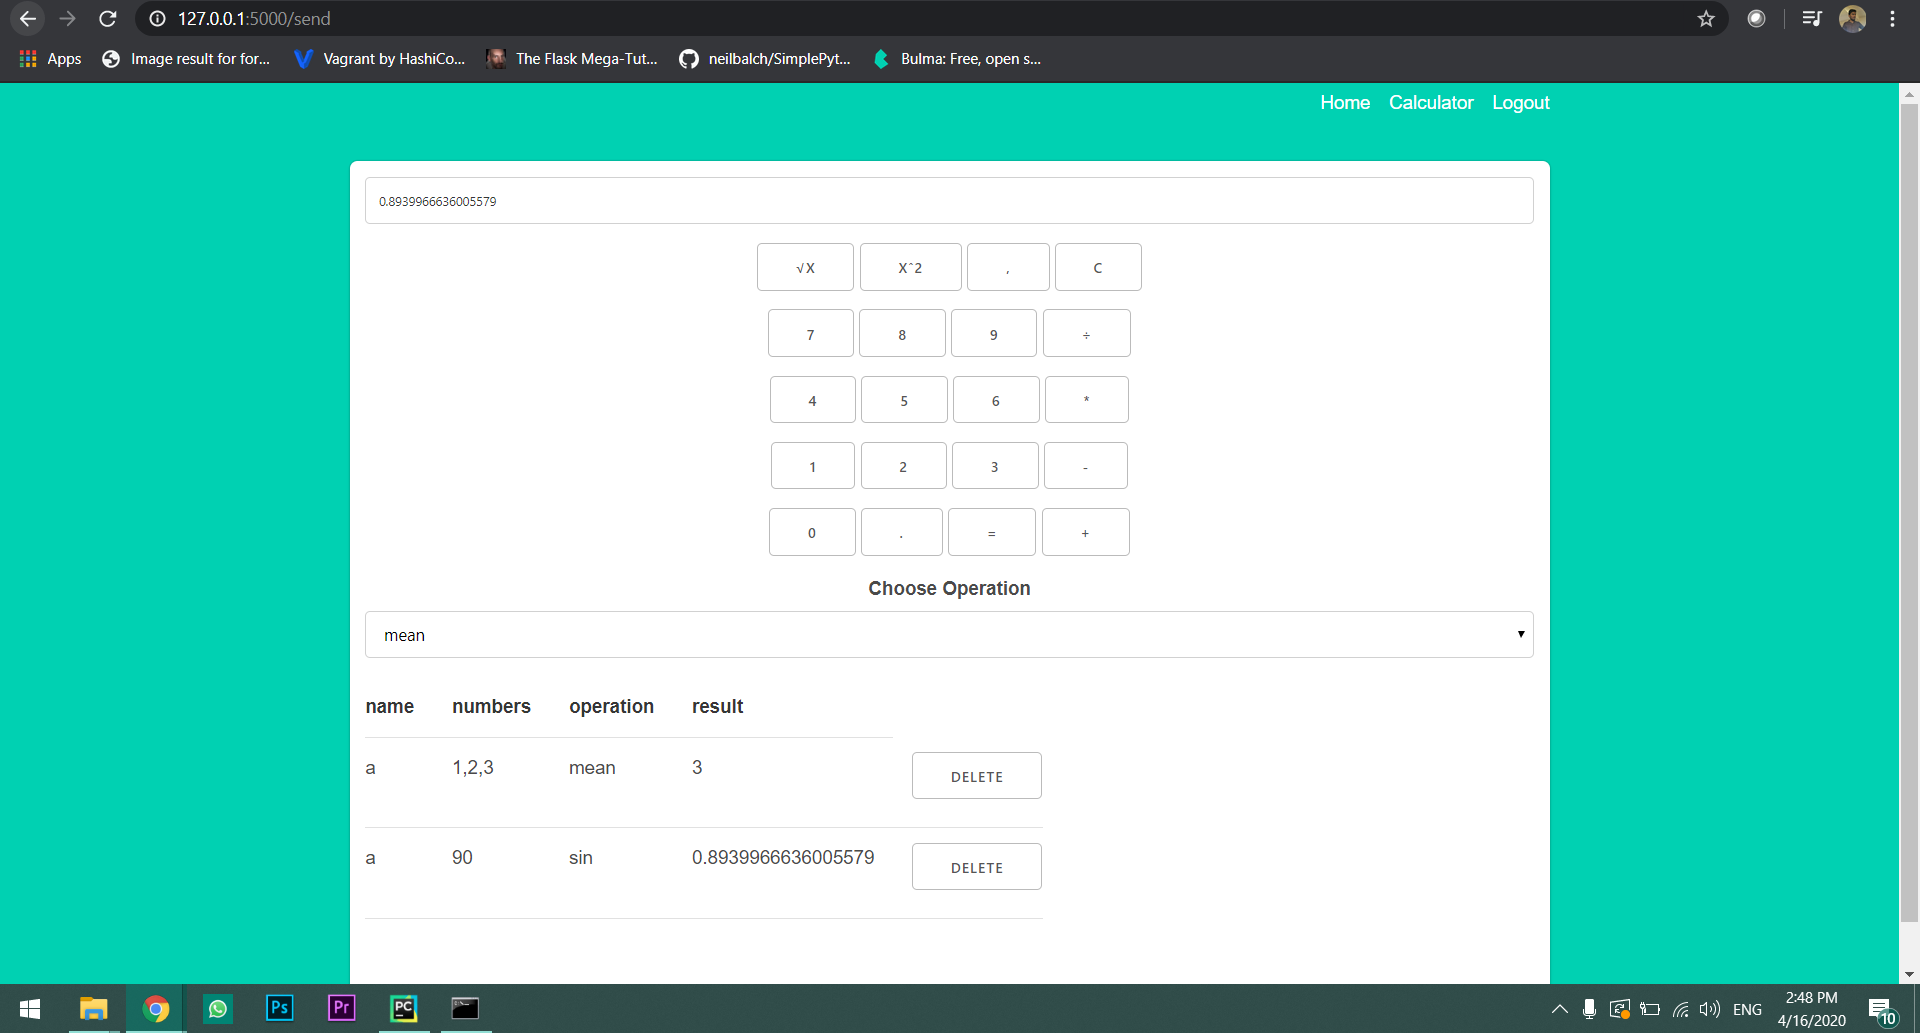 127.0.0.1:5000/send
Apps Image result for for... Vagrant by HashiCo... The Flask Mega-Tut... neilbalch/SimplePyt... Bulma: Free, open s...
Home Calculator Logout
0.8939966636005579
√X X^2 , C
7 8 9 ÷
4 5 6 *
1 2 3 -
0 . = +
Choose Operation
mean
name numbers operation result
a 1,2,3 mean 3 DELETE
a 90 sin 0.8939966636005579 DELETE
Ps Pr PC ENG 2:48 PM
4/16/2020 10